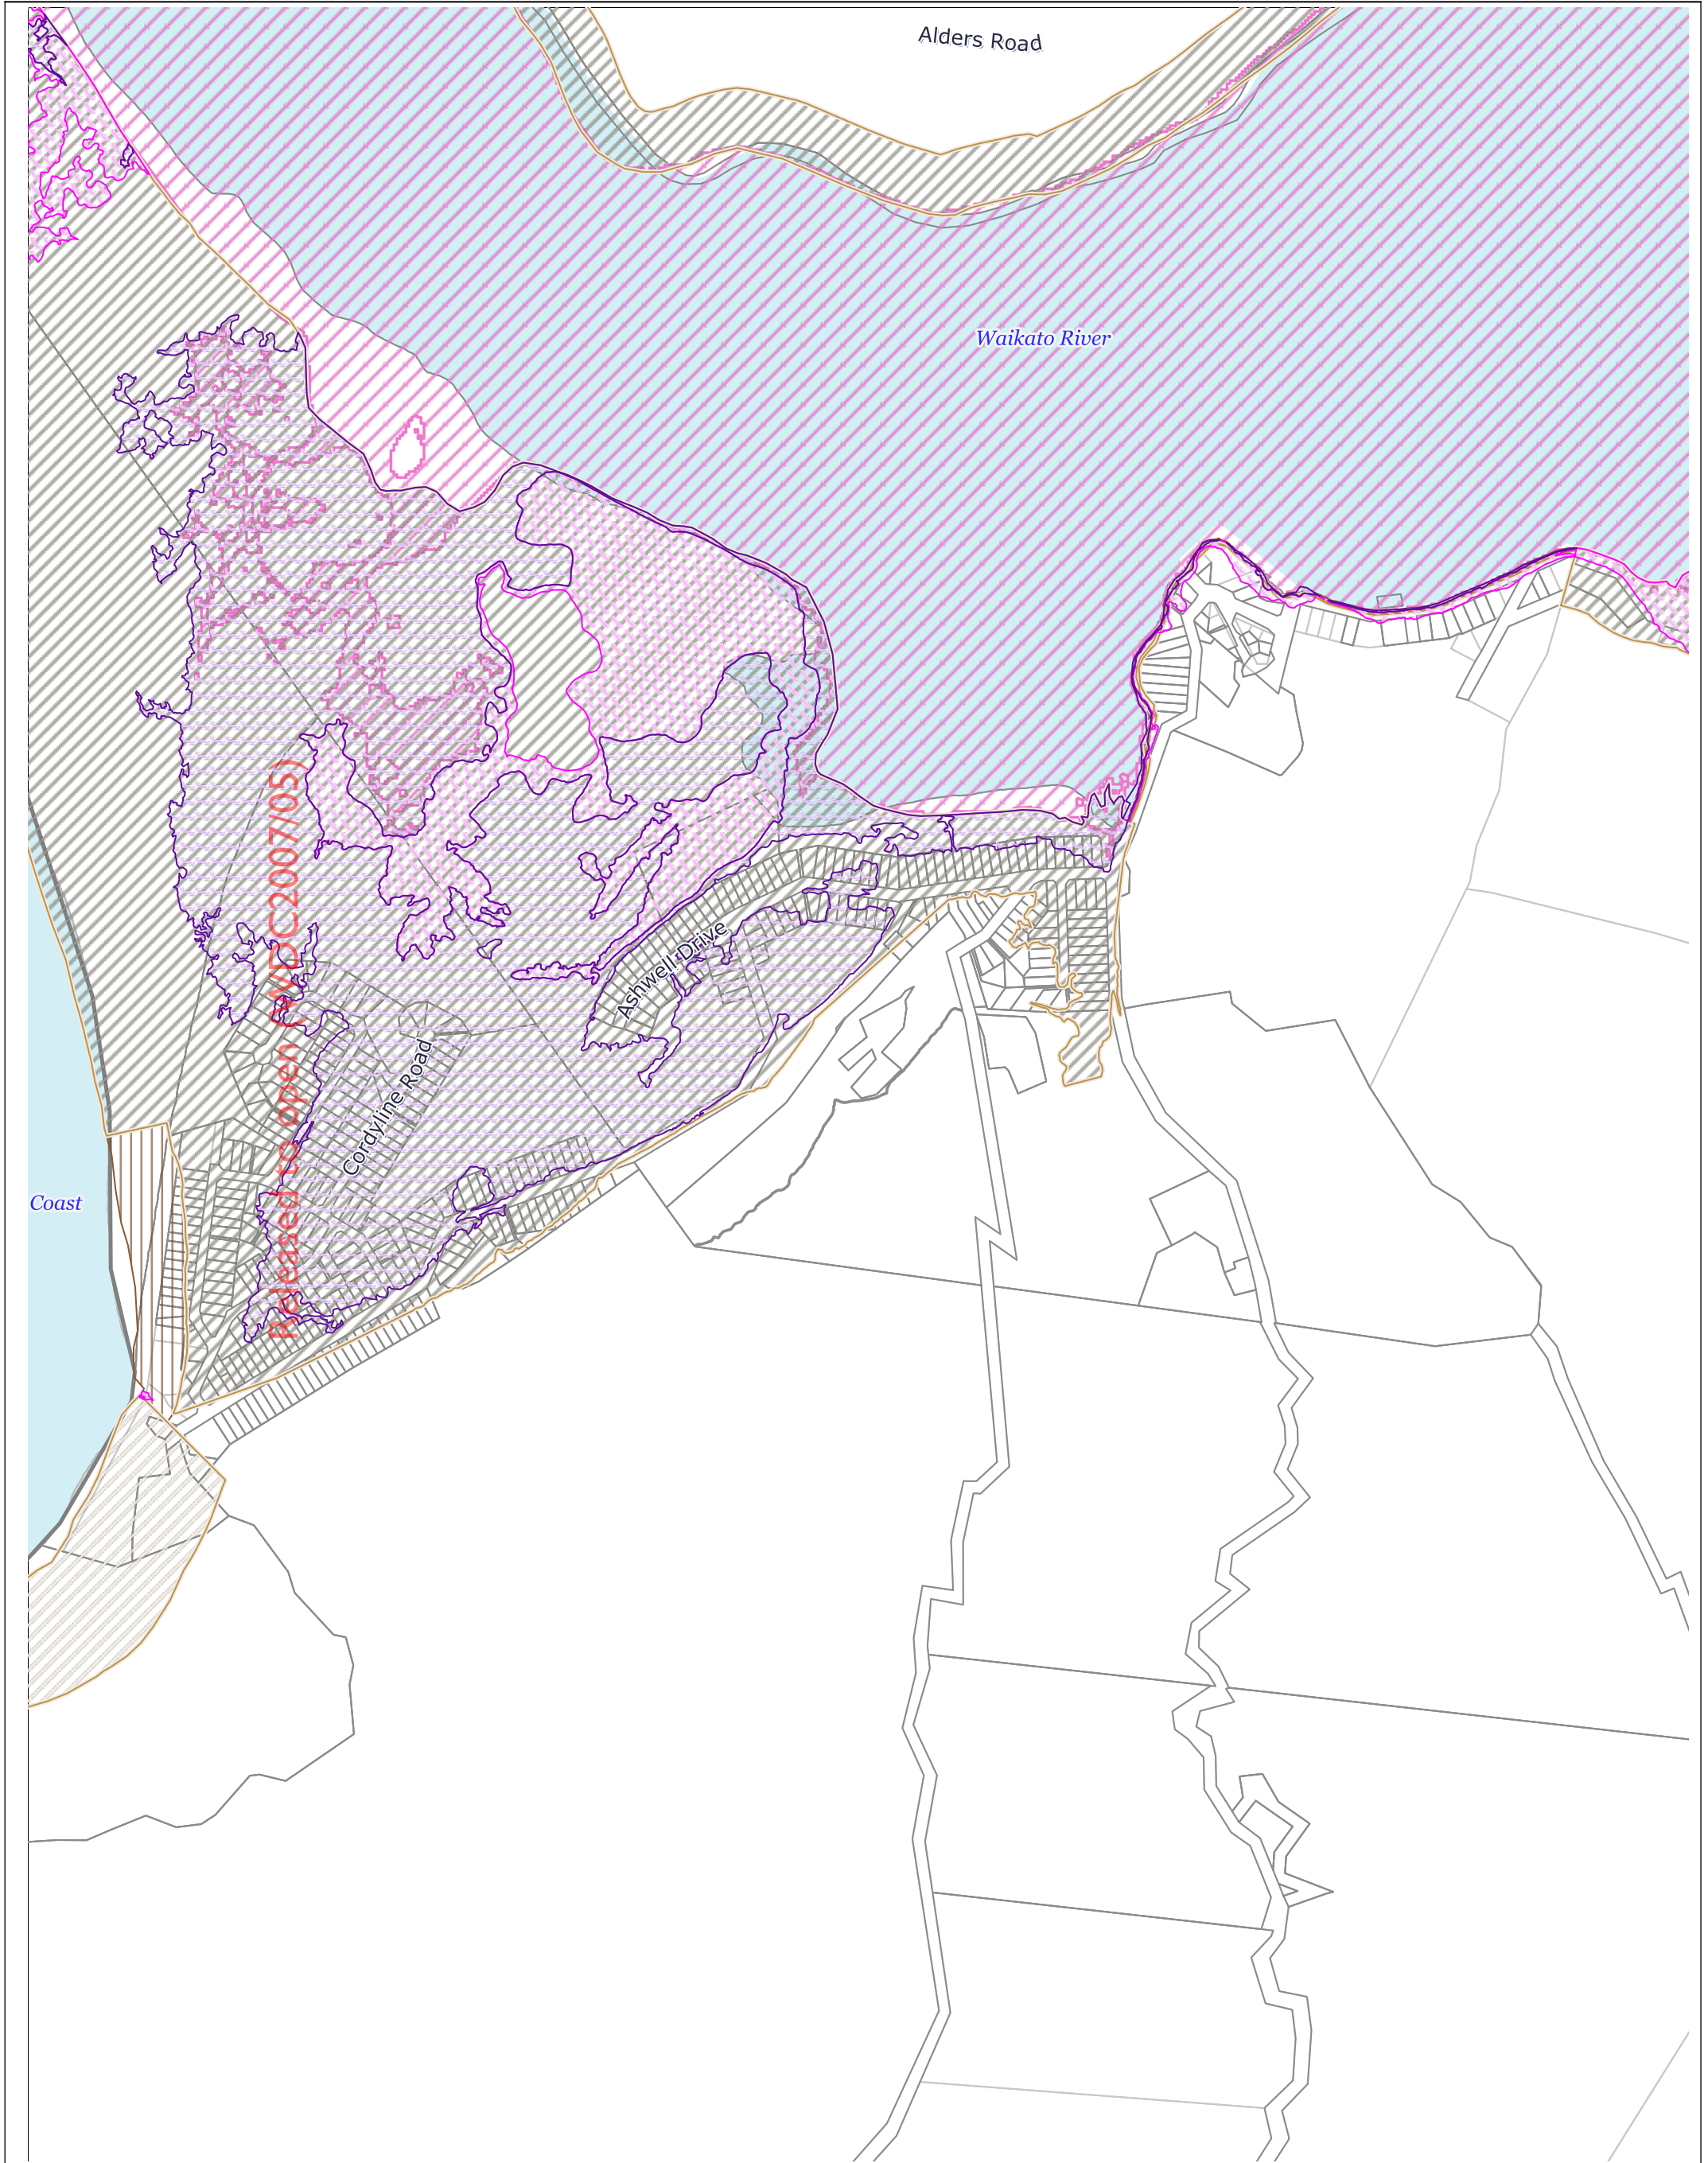 Alders Road
Waikato River
Ashwell Drive
Cordyline Road
Released to open (WDC2007/05)
Coast